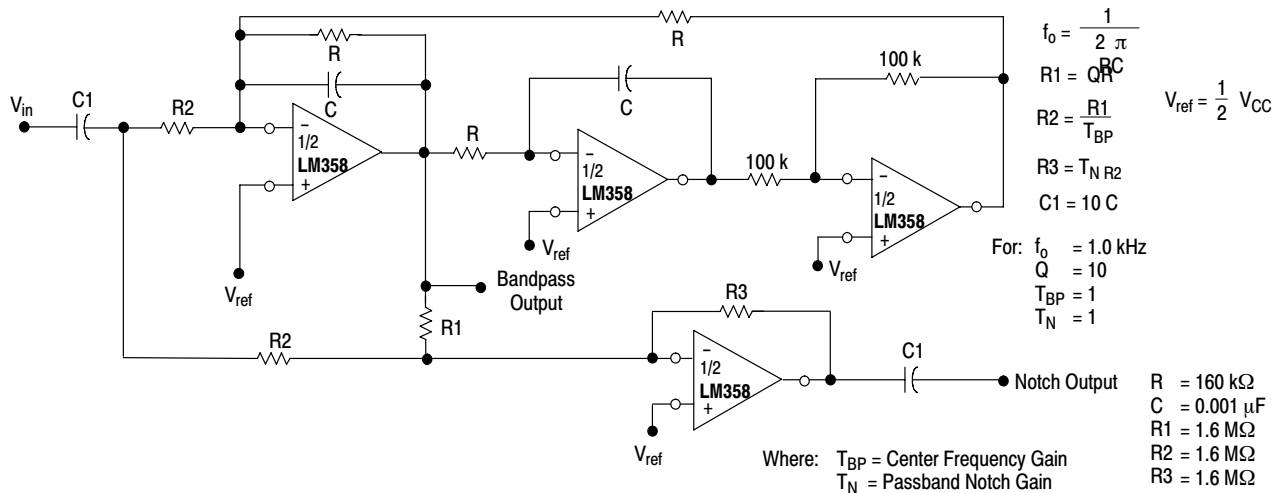 R
R
100 k
C
C
V_in
C1
R2
R
100 k
−
1/2
LM358
+
−
1/2
LM358
+
−
1/2
LM358
+
V_ref
V_ref
V_ref
Bandpass
Output
R1
R2
R3
−
1/2
LM358
+
V_ref
C1
Notch Output
f_o = 1 / 2 π RC
R1 = QR
R2 = R1 / T_BP
R3 = T_N R2
C1 = 10 C
V_ref = 1/2 V_CC
For: f_o = 1.0 kHz
Q = 10
T_BP = 1
T_N = 1
R = 160 kΩ
C = 0.001 μF
R1 = 1.6 MΩ
R2 = 1.6 MΩ
R3 = 1.6 MΩ
Where: T_BP = Center Frequency Gain
T_N = Passband Notch Gain